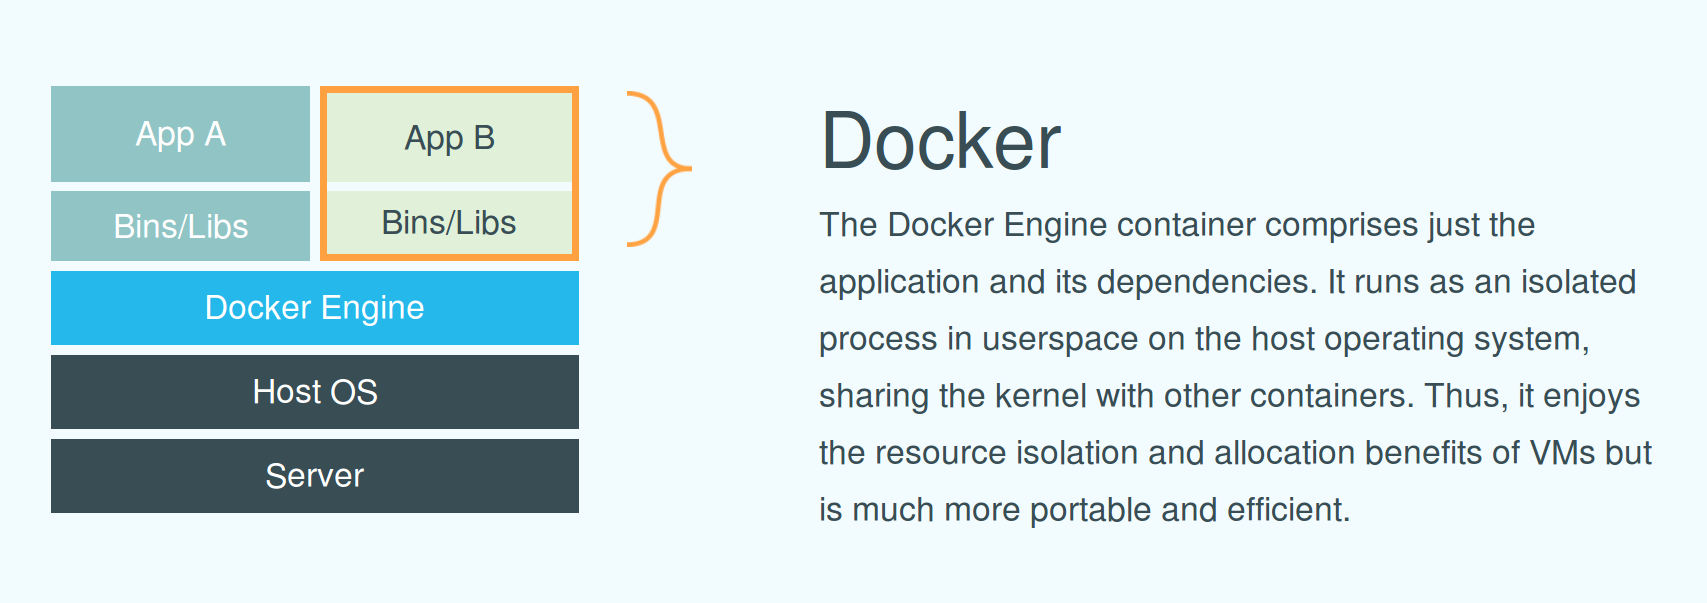 App A
App B
Bins/Libs
Bins/Libs
Docker Engine
Host OS
Server
Docker
The Docker Engine container comprises just the
application and its dependencies. It runs as an isolated
process in userspace on the host operating system,
sharing the kernel with other containers. Thus, it enjoys
the resource isolation and allocation benefits of VMs but
is much more portable and efficient.